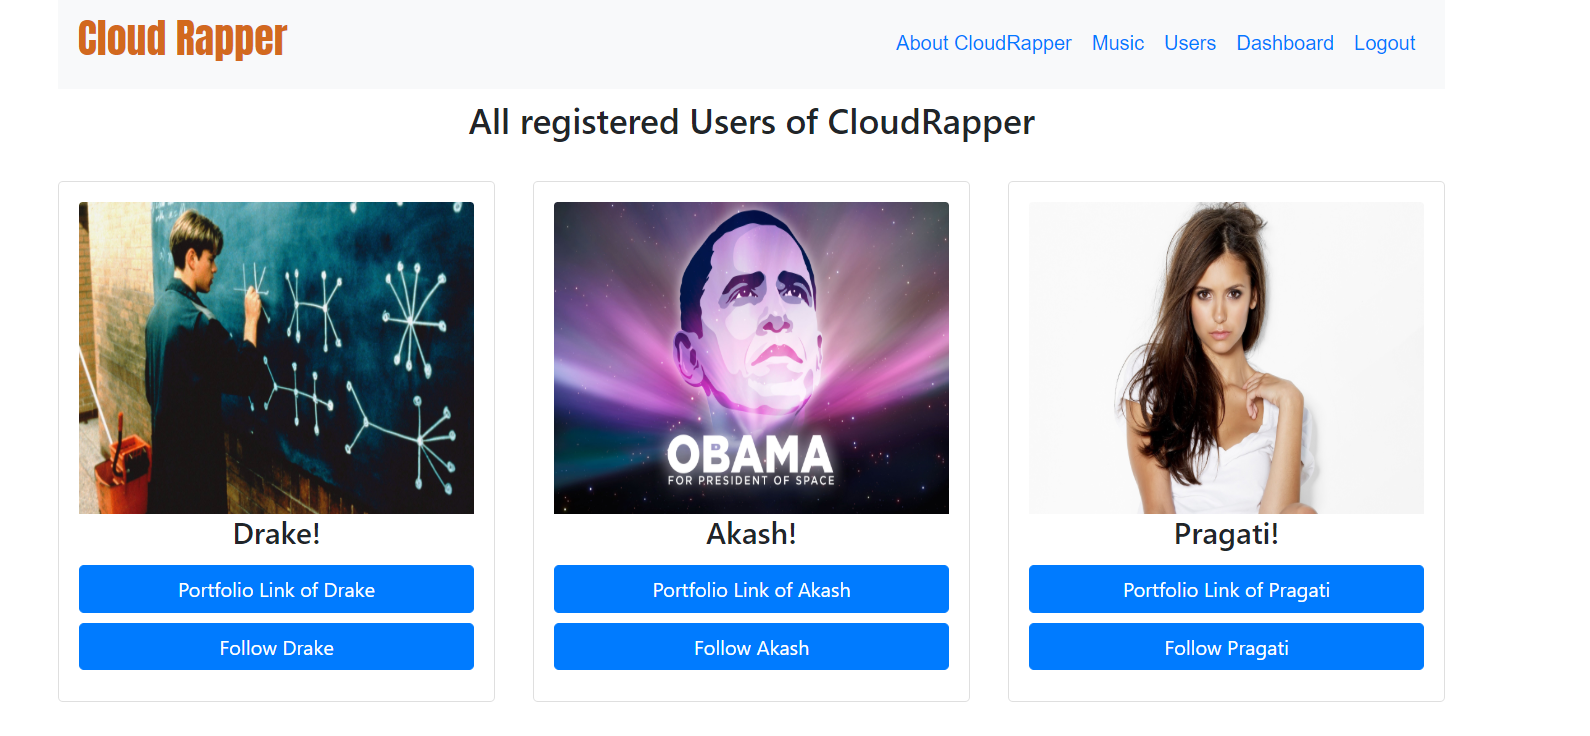 Cloud Rapper
About CloudRapper Music Users Dashboard Logout
All registered Users of CloudRapper
OBAMA
FOR PRESIDENT OF SPACE
Drake!
Portfolio Link of Drake
Follow Drake
Akash!
Portfolio Link of Akash
Follow Akash
Pragati!
Portfolio Link of Pragati
Follow Pragati